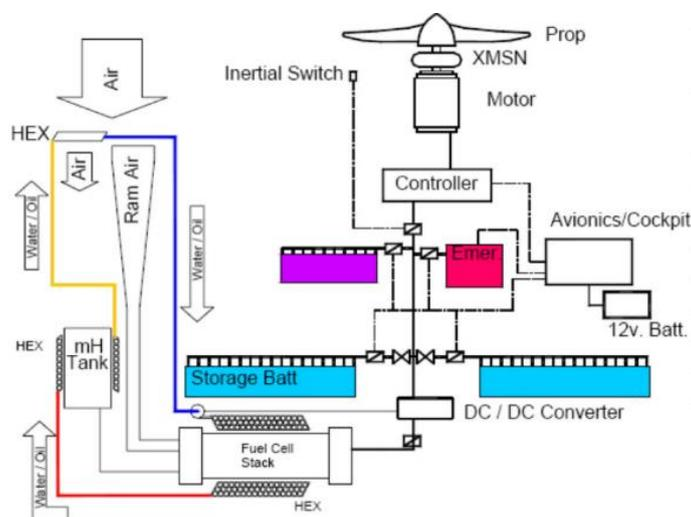 Prop
XMSN
Inertial Switch
Motor
Air
HEX
Air
Ram Air
Water / Oil
Water / Oil
Controller
Avionics/Cockpit
Emer.
12v. Batt.
HEX
mH
Tank
Storage Batt
DC / DC Converter
Fuel Cell
Stack
Water / Oil
HEX